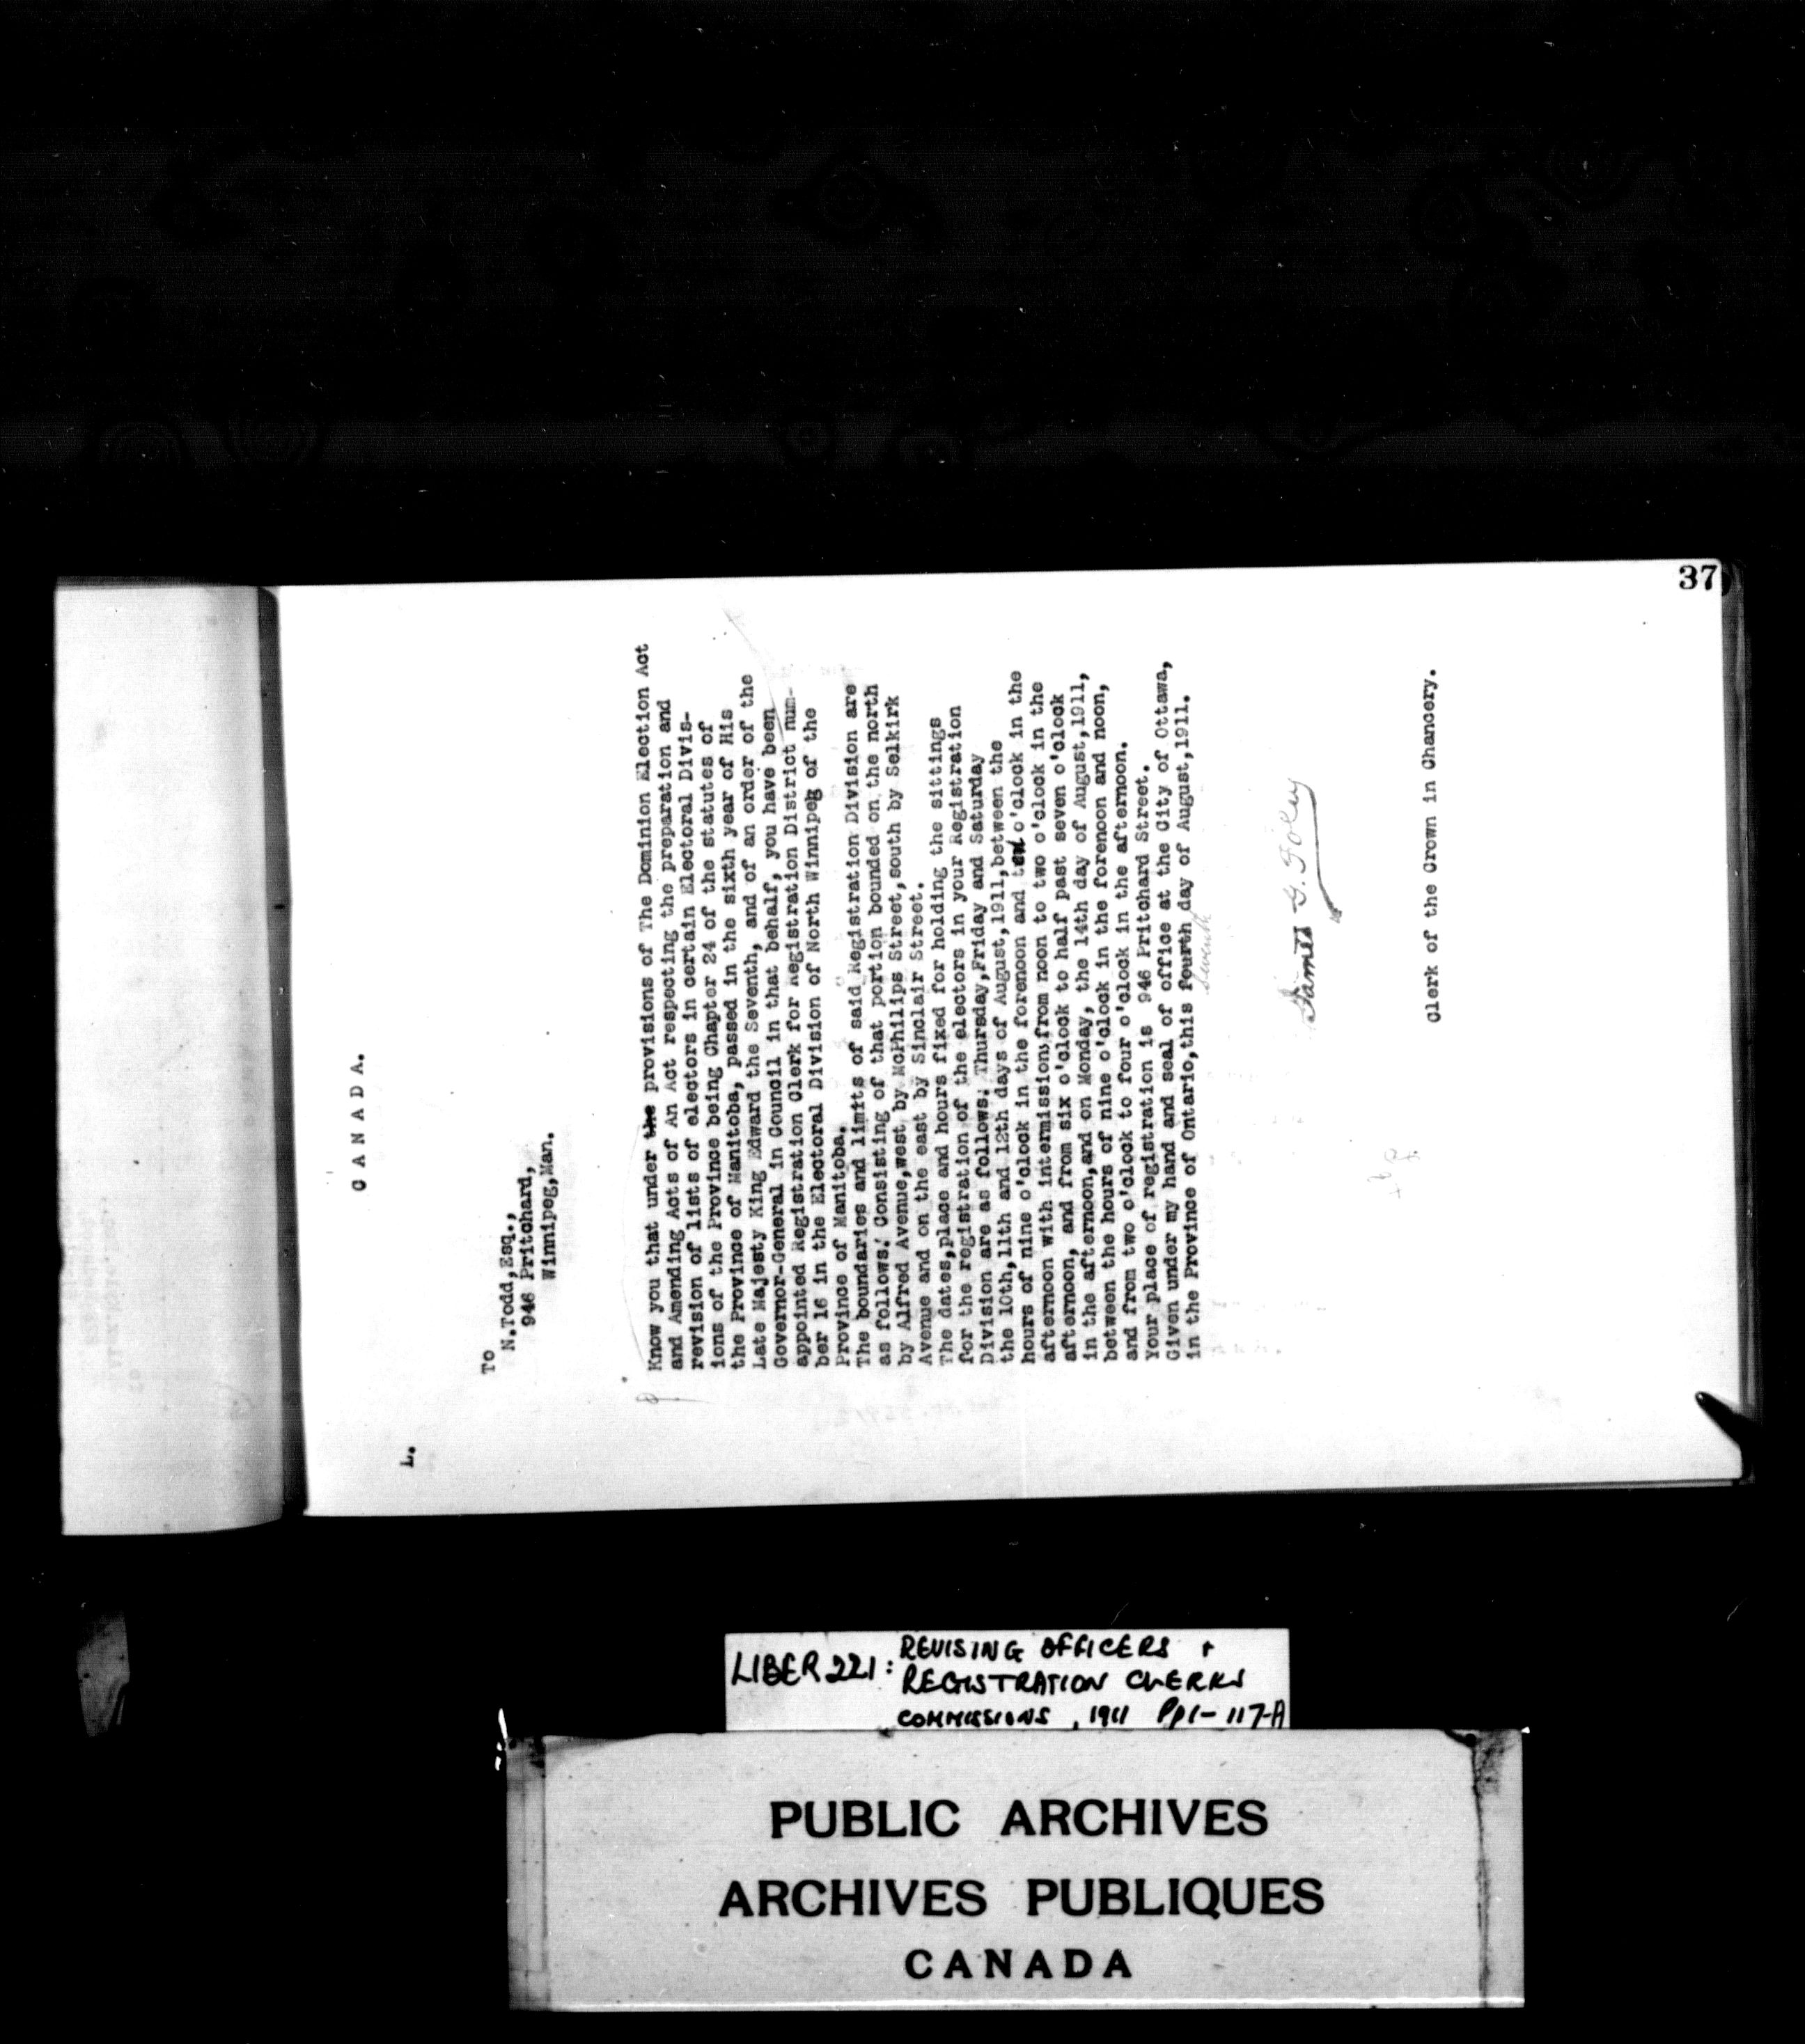 37
CANADA.
L.
To
N.Todd,Esq.,
946 Pritchard,
Winnipeg,Man.
Know you that under the provisions of The Dominion Election Act
and Amending Acts of An Act respecting the preparation and
revision of lists of electors in certain Electoral Divis-
ions of the Province being Chapter 24 of the statutes of
the Province of Manitoba, passed in the sixth year of His
Late Majesty King Edward the Seventh, and of an order of the
Governor-General in Council in that behalf, you have been
appointed Registration Clerk for Registration District num-
ber 16 in the Electoral Division of North Winnipeg of the
Province of Manitoba.
The boundaries and limits of said Registration Division are
as follows: Consisting of that portion bounded on the north
by Alfred Avenue,west by McPhilips Street,south by Selkirk
Avenue and on the east by Sinclair Street.
The dates,place and hours fixed for holding the sittings
for the registration of the electors in your Registration
Division are as follows: Thursday,Friday and Saturday
the 10th,11th and 12th days of August,1911,between the
hours of nine o'clock in the forenoon and ten o'clock in the
afternoon with intermission,from noon to two o'clock in the
afternoon, and from six o'clock to half past seven o'clock
in the afternoon,and on Monday, the 14th day of August,1911,
between the hours of nine o'clock in the forenoon and noon,
and from two o'clock to four o'clock in the afternoon.
Your place of registration is 946 Pritchard Street.
Given under my hand and seal of office at the City of Ottawa,
in the Province of Ontario,this fourth day of August,1911.
Seventh
James G. Foley
Clerk of the Crown in Chancery.
LIBER 221: REVISING OFFICERS +
REGISTRATION CLERKS
COMMISSIONS, 1911 Pp1-117-A
PUBLIC ARCHIVES
ARCHIVES PUBLIQUES
CANADA